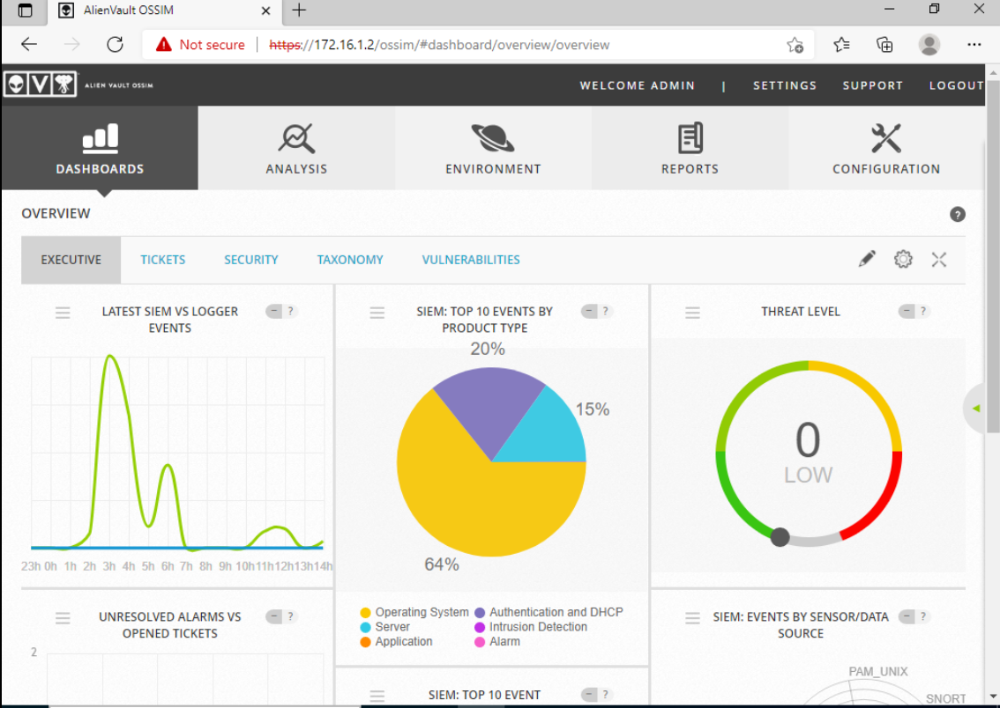 AlienVault OSSIM
Not secure
https://172.16.1.2/ossim/#dashboard/overview/overview
ALIEN VAULT OSSIM
WELCOME ADMIN | SETTINGS SUPPORT LOGOUT
DASHBOARDS
ANALYSIS
ENVIRONMENT
REPORTS
CONFIGURATION
OVERVIEW
?
EXECUTIVE TICKETS SECURITY TAXONOMY VULNERABILITIES
LATEST SIEM VS LOGGER
EVENTS
− ?
23h 0h 1h 2h 3h 4h 5h 6h 7h 8h 9h 10h 11h 12h 13h 14h
SIEM: TOP 10 EVENTS BY
PRODUCT TYPE
− ?
20%
15%
64%
Operating System Authentication and DHCP
Server Intrusion Detection
Application Alarm
THREAT LEVEL
− ?
0
LOW
UNRESOLVED ALARMS VS
OPENED TICKETS
− ?
2
SIEM: TOP 10 EVENT
− ?
SIEM: EVENTS BY SENSOR/DATA
SOURCE
− ?
PAM_UNIX
SNORT